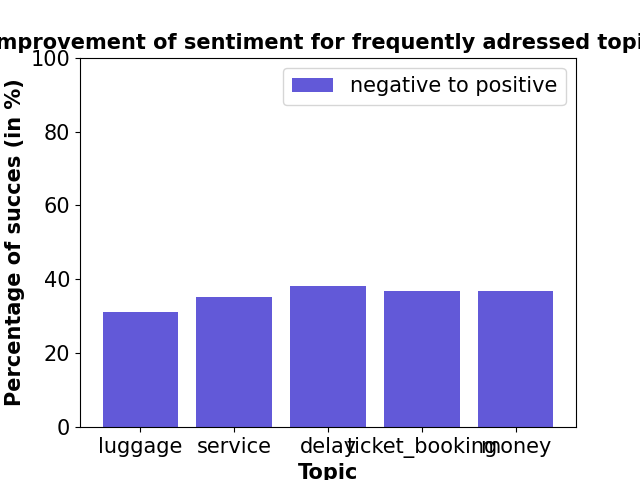 mprovement of sentiment for frequently adressed topi
negative to positive
Percentage of succes (in %)
100
80
60
40
20
0
luggage service delay ticket_booking money
Topic